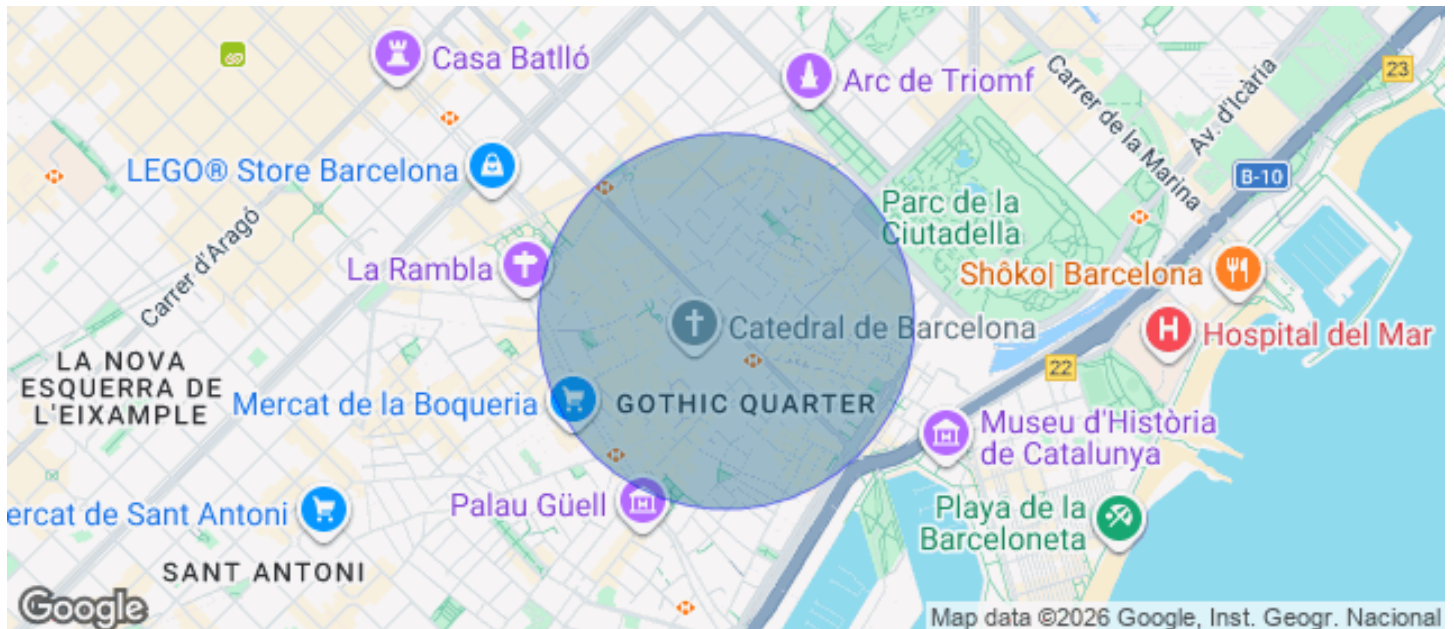 Casa Batlló
Arc de Triomf
Carrer de la Marina
Av. d'Icària
23
LEGO® Store Barcelona
B-10
Carrer d'Aragó
Parc de la
Ciutadella
La Rambla
Shôko| Barcelona
Catedral de Barcelona
Hospital del Mar
LA NOVA
ESQUERRA DE
L'EIXAMPLE
22
Mercat de la Boqueria
GOTHIC QUARTER
Museu d'Història
de Catalunya
Palau Güell
ercat de Sant Antoni
Playa de la
Barceloneta
SANT ANTONI
Google
Map data ©2026 Google, Inst. Geogr. Nacional